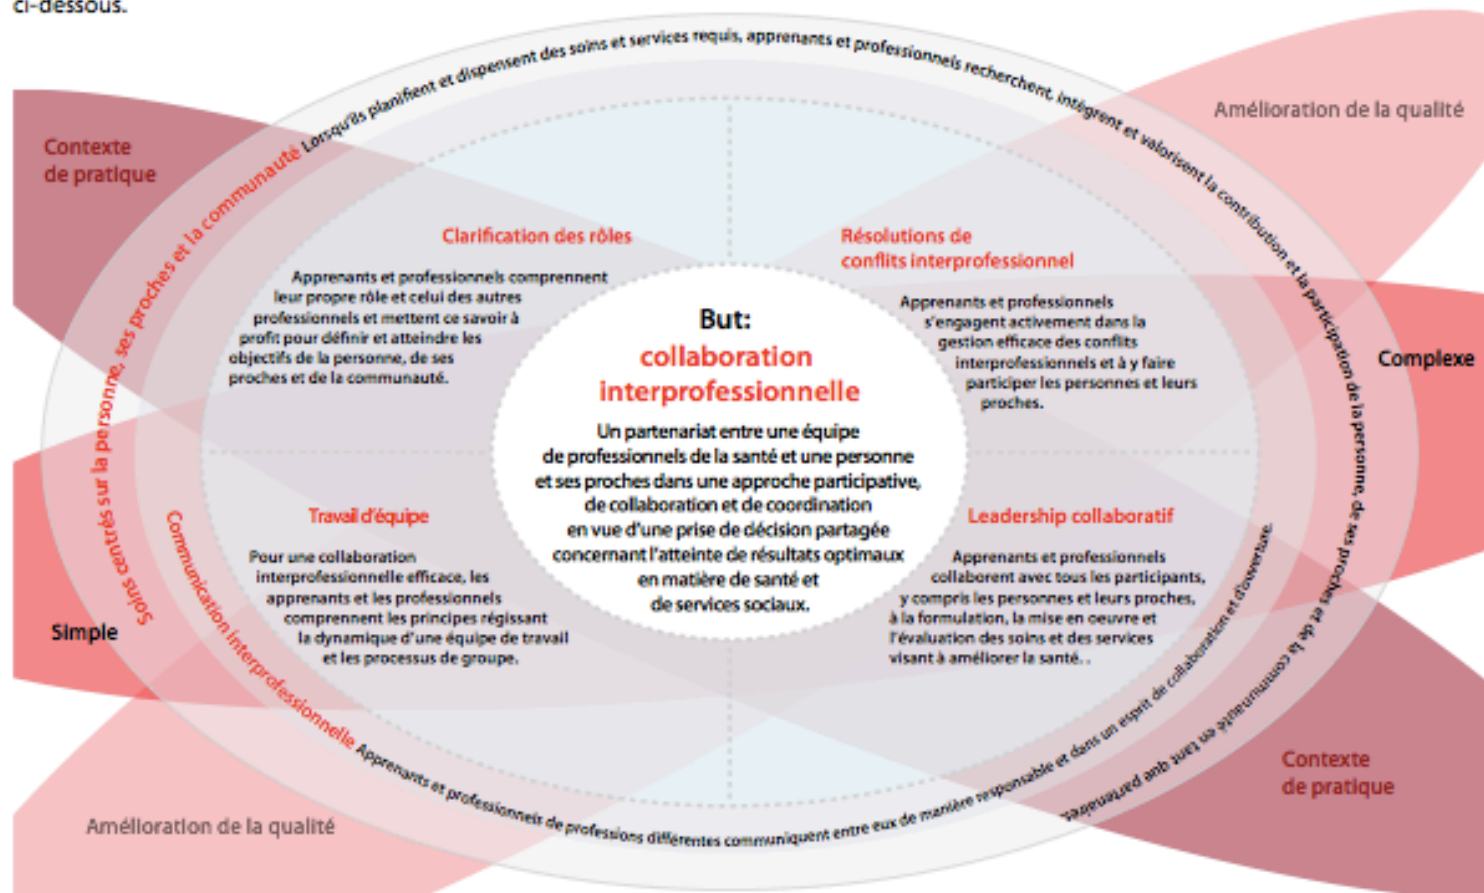 ci-dessous.
Soins centrés sur la personne, ses proches et la communauté Lorsqu'ils planifient et dispensent des soins et services requis, apprenants et professionnels recherchent, intègrent et valorisent la contribution et la participation de la personne, de ses proches et de la communauté en tant que partenaires.
Amélioration de la qualité
Contexte
de pratique
Clarification des rôles
Apprenants et professionnels comprennent
leur propre rôle et celui des autres
professionnels et mettent ce savoir à
profit pour définir et atteindre les
objectifs de la personne, de ses
proches et de la communauté.
Résolutions de
conflits interprofessionnel
Apprenants et professionnels
s'engagent activement dans la
gestion efficace des conflits
interprofessionnels et à y faire
participer les personnes et leurs
proches.
But:
collaboration
interprofessionnelle
Un partenariat entre une équipe
de professionnels de la santé et une personne
et ses proches dans une approche participative,
de collaboration et de coordination
en vue d'une prise de décision partagée
concernant l'atteinte de résultats optimaux
en matière de santé et
de services sociaux.
Complexe
Travail d'équipe
Pour une collaboration
interprofessionnelle efficace, les
apprenants et les professionnels
comprennent les principes régissant
la dynamique d'une équipe de travail
et les processus de groupe.
Leadership collaboratif
Apprenants et professionnels
collaborent avec tous les participants,
y compris les personnes et leurs proches,
à la formulation, la mise en oeuvre et
l'évaluation des soins et des services
visant à améliorer la santé. .
Simple
Communication interprofessionnelle Apprenants et professionnels de professions différentes communiquent entre eux de manière responsable et dans un esprit de collaboration et d'ouverture.
Contexte
de pratique
Amélioration de la qualité